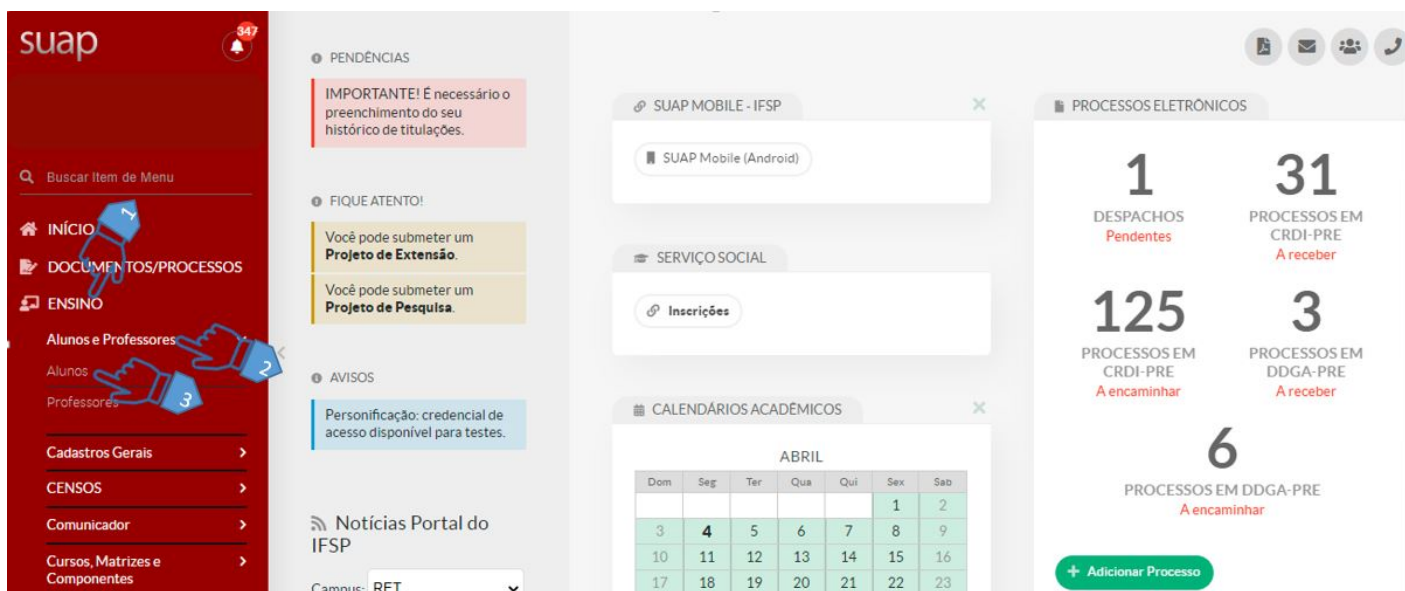 suap
347
Buscar Item de Menu
INÍCIO
DOCUMENTOS/PROCESSOS
ENSINO
Alunos e Professores
Alunos
Professores
Cadastros Gerais
CENSOS
Comunicador
Cursos, Matrizes e
Componentes
1
2
3
PENDÊNCIAS
IMPORTANTE! É necessário o
preenchimento do seu
histórico de titulações.
FIQUE ATENTO!
Você pode submeter um
Projeto de Extensão.
Você pode submeter um
Projeto de Pesquisa.
AVISOS
Personificação: credencial de
acesso disponível para testes.
Notícias Portal do
IFSP
Campus: RET
SUAP MOBILE - IFSP
SUAP Mobile (Android)
SERVIÇO SOCIAL
Inscrições
CALENDÁRIOS ACADÊMICOS
ABRIL
Dom Seg Ter Qua Qui Sex Sab
1 2
3 4 5 6 7 8 9
10 11 12 13 14 15 16
17 18 19 20 21 22 23
PROCESSOS ELETRÔNICOS
1
DESPACHOS
Pendentes
31
PROCESSOS EM
CRDI-PRE
A receber
125
PROCESSOS EM
CRDI-PRE
A encaminhar
3
PROCESSOS EM
DDGA-PRE
A receber
6
PROCESSOS EM DDGA-PRE
A encaminhar
+ Adicionar Processo